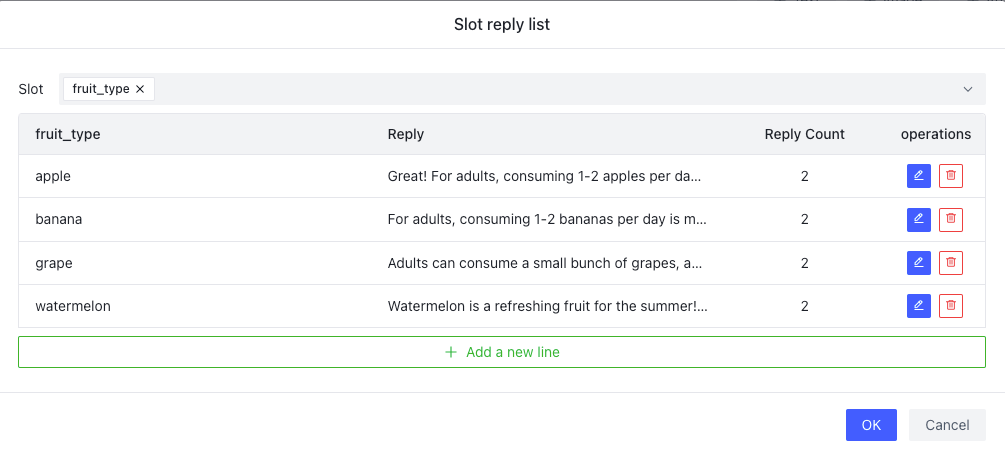 Slot reply list
Slot fruit_type ×
fruit_type Reply Reply Count operations
apple Great! For adults, consuming 1-2 apples per da... 2
banana For adults, consuming 1-2 bananas per day is m... 2
grape Adults can consume a small bunch of grapes, a... 2
watermelon Watermelon is a refreshing fruit for the summer!... 2
+ Add a new line
OK Cancel